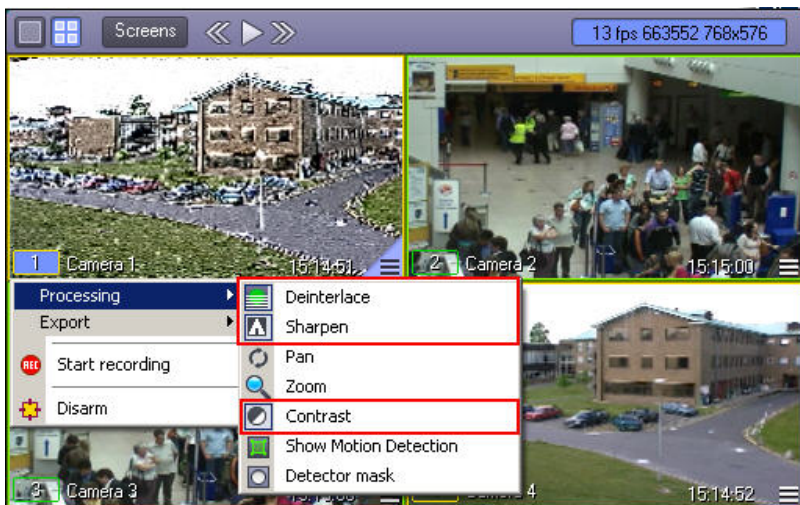 Screens
13 fps 663552 768x576
1 Camera 1 15:14:51
2 Camera 2 15:15:00
Processing
Export
REC Start recording
Disarm
Deinterlace
Sharpen
Pan
Zoom
Contrast
Show Motion Detection
Detector mask
3 Camera 3
4 15:14:52